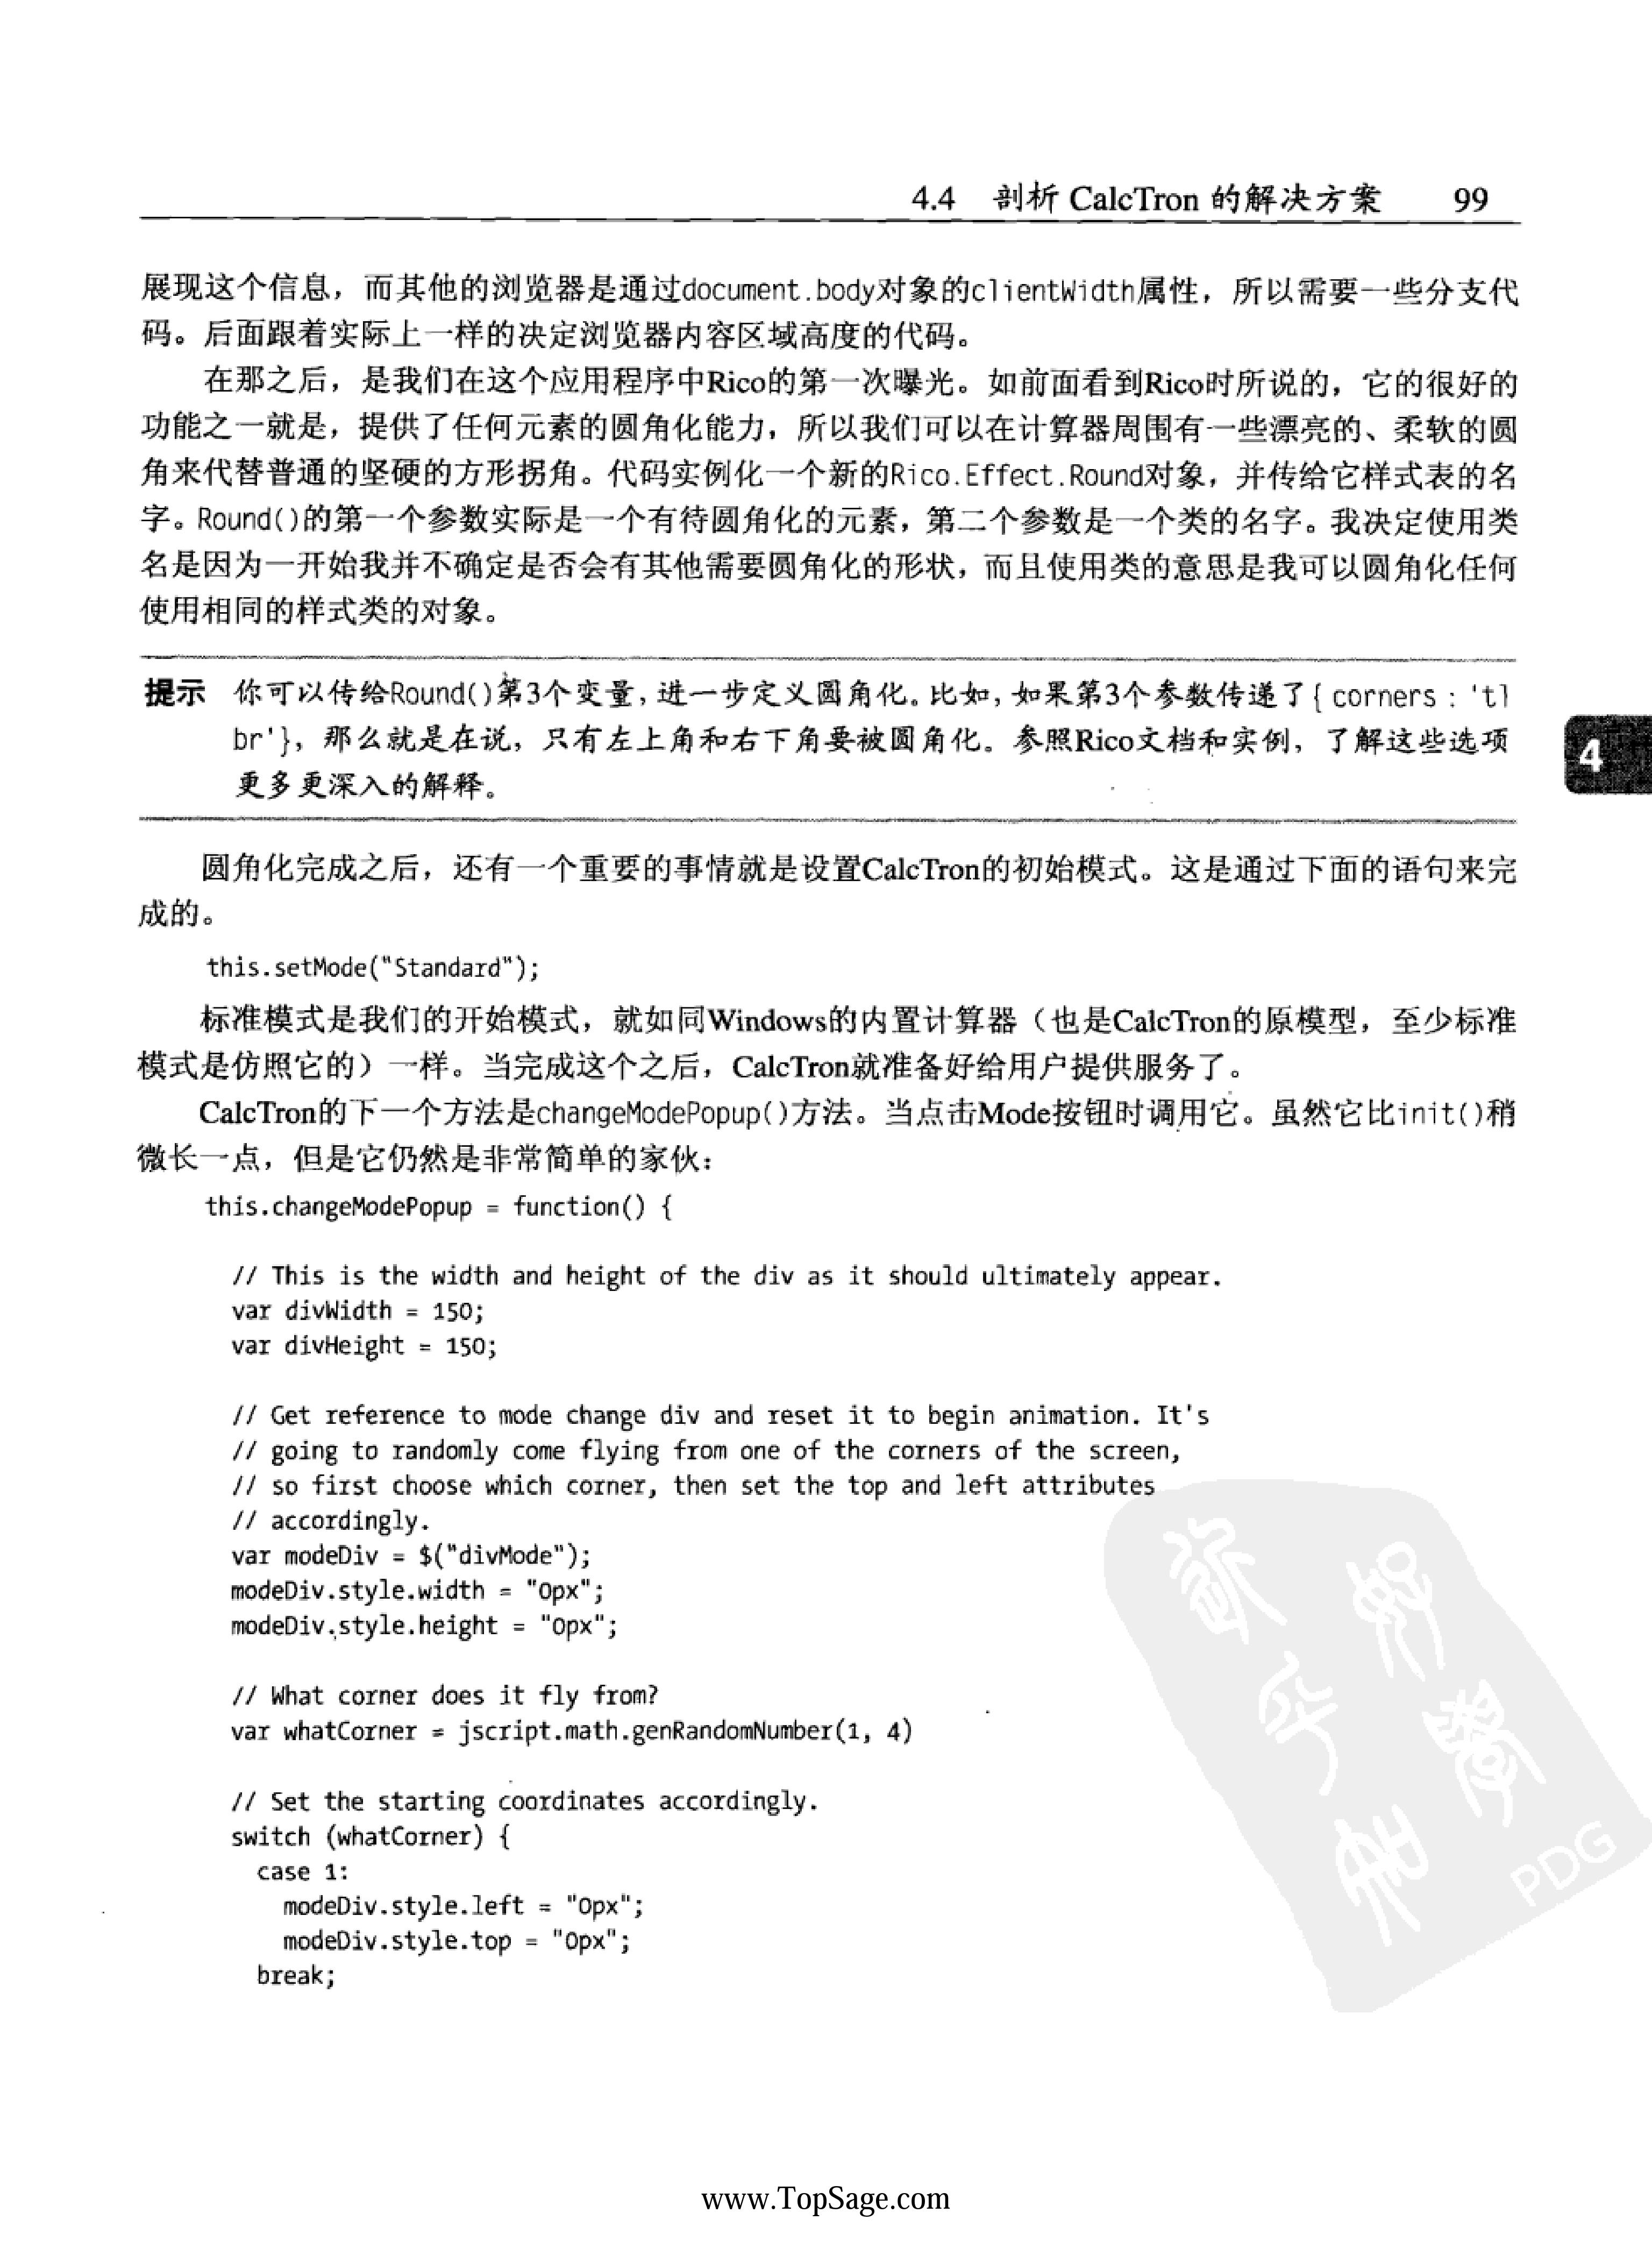 4.4 剖析 CalcTron 的解决方案 99
展现这个信息，而其他的浏览器是通过document.body对象的clientWidth属性，所以需要一些分支代
码。后面跟着实际上一样的决定浏览器内容区域高度的代码。
在那之后，是我们在这个应用程序中Rico的第一次曝光。如前面看到Rico时所说的，它的很好的
功能之一就是，提供了任何元素的圆角化能力，所以我们可以在计算器周围有一些漂亮的、柔软的圆
角来代替普通的坚硬的方形拐角。代码实例化一个新的Rico.Effect.Round对象，并传给它样式表的名
字。Round()的第一个参数实际是一个有待圆角化的元素，第二个参数是一个类的名字。我决定使用类
名是因为一开始我并不确定是否会有其他需要圆角化的形状，而且使用类的意思是我可以圆角化任何
使用相同的样式类的对象。
提示 你可以传给Round()第3个变量，进一步定义圆角化。比如，如果第3个参数传递了{ corners : 'tl
br'}，那么就是在说，只有左上角和右下角要被圆角化。参照Rico文档和实例，了解这些选项
更多更深入的解释。
4
圆角化完成之后，还有一个重要的事情就是设置CalcTron的初始模式。这是通过下面的语句来完
成的。
this.setMode("Standard");
标准模式是我们的开始模式，就如同Windows的内置计算器（也是CalcTron的原模型，至少标准
模式是仿照它的）一样。当完成这个之后，CalcTron就准备好给用户提供服务了。
CalcTron的下一个方法是changeModePopup()方法。当点击Mode按钮时调用它。虽然它比init()稍
微长一点，但是它仍然是非常简单的家伙：
this.changeModePopup = function() {
// This is the width and height of the div as it should ultimately appear.
var divWidth = 150;
var divHeight = 150;
// Get reference to mode change div and reset it to begin animation. It's
// going to randomly come flying from one of the corners of the screen,
// so first choose which corner, then set the top and left attributes
// accordingly.
var modeDiv = $("divMode");
modeDiv.style.width = "0px";
modeDiv.style.height = "0px";
// What corner does it fly from?
var whatCorner = jscript.math.genRandomNumber(1, 4)
// Set the starting coordinates accordingly.
switch (whatCorner) {
case 1:
modeDiv.style.left = "0px";
modeDiv.style.top = "0px";
break;
PDG
www.TopSage.com